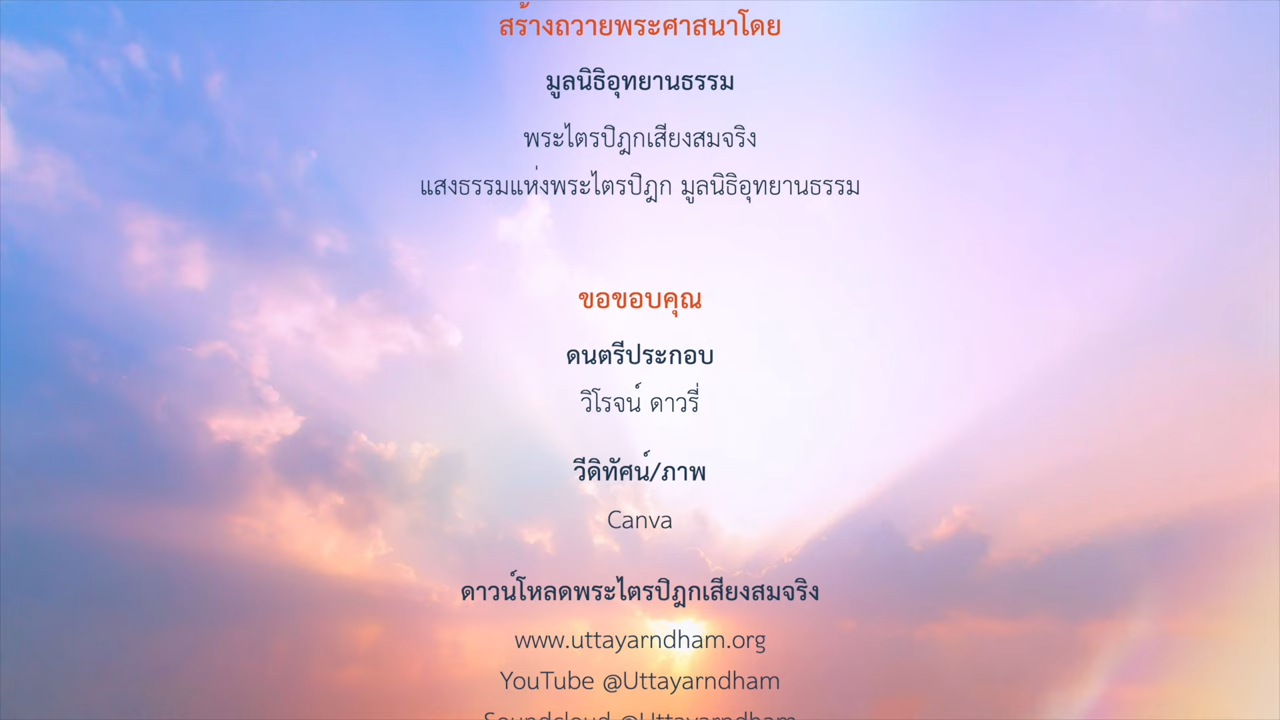 สร้างถวายพระศาสนาโดย
มูลนิธิอุทยานธรรม
พระไตรปิฎกเสียงสมจริง
แสงธรรมแห่งพระไตรปิฎก มูลนิธิอุทยานธรรม
ขอขอบคุณ
ดนตรีประกอบ
วิโรจน์ ดาวรี่
วีดิทัศน์/ภาพ
Canva
ดาวน์โหลดพระไตรปิฎกเสียงสมจริง
www.uttayarndham.org
YouTube @Uttayarndham
Soundcloud @Uttayarndham